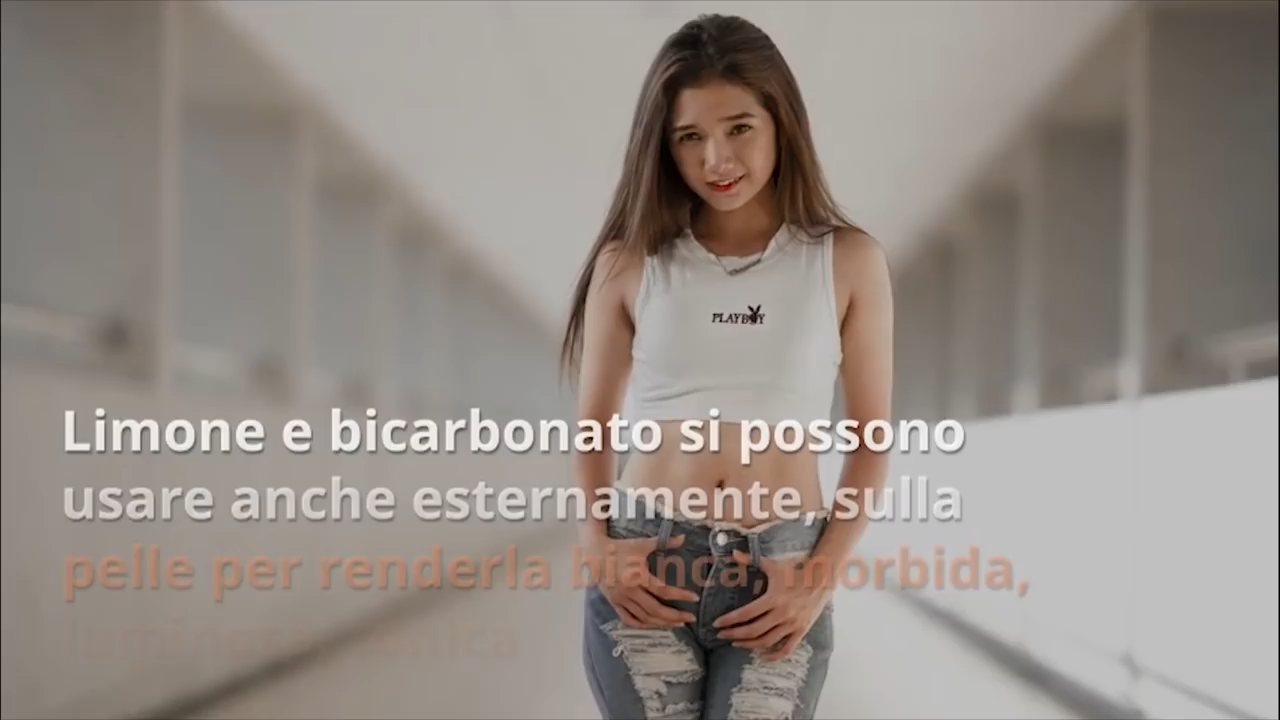 PLAYBOY
Limone e bicarbonato si possono
usare anche esternamente, sulla
pelle per renderla bianca, morbida,